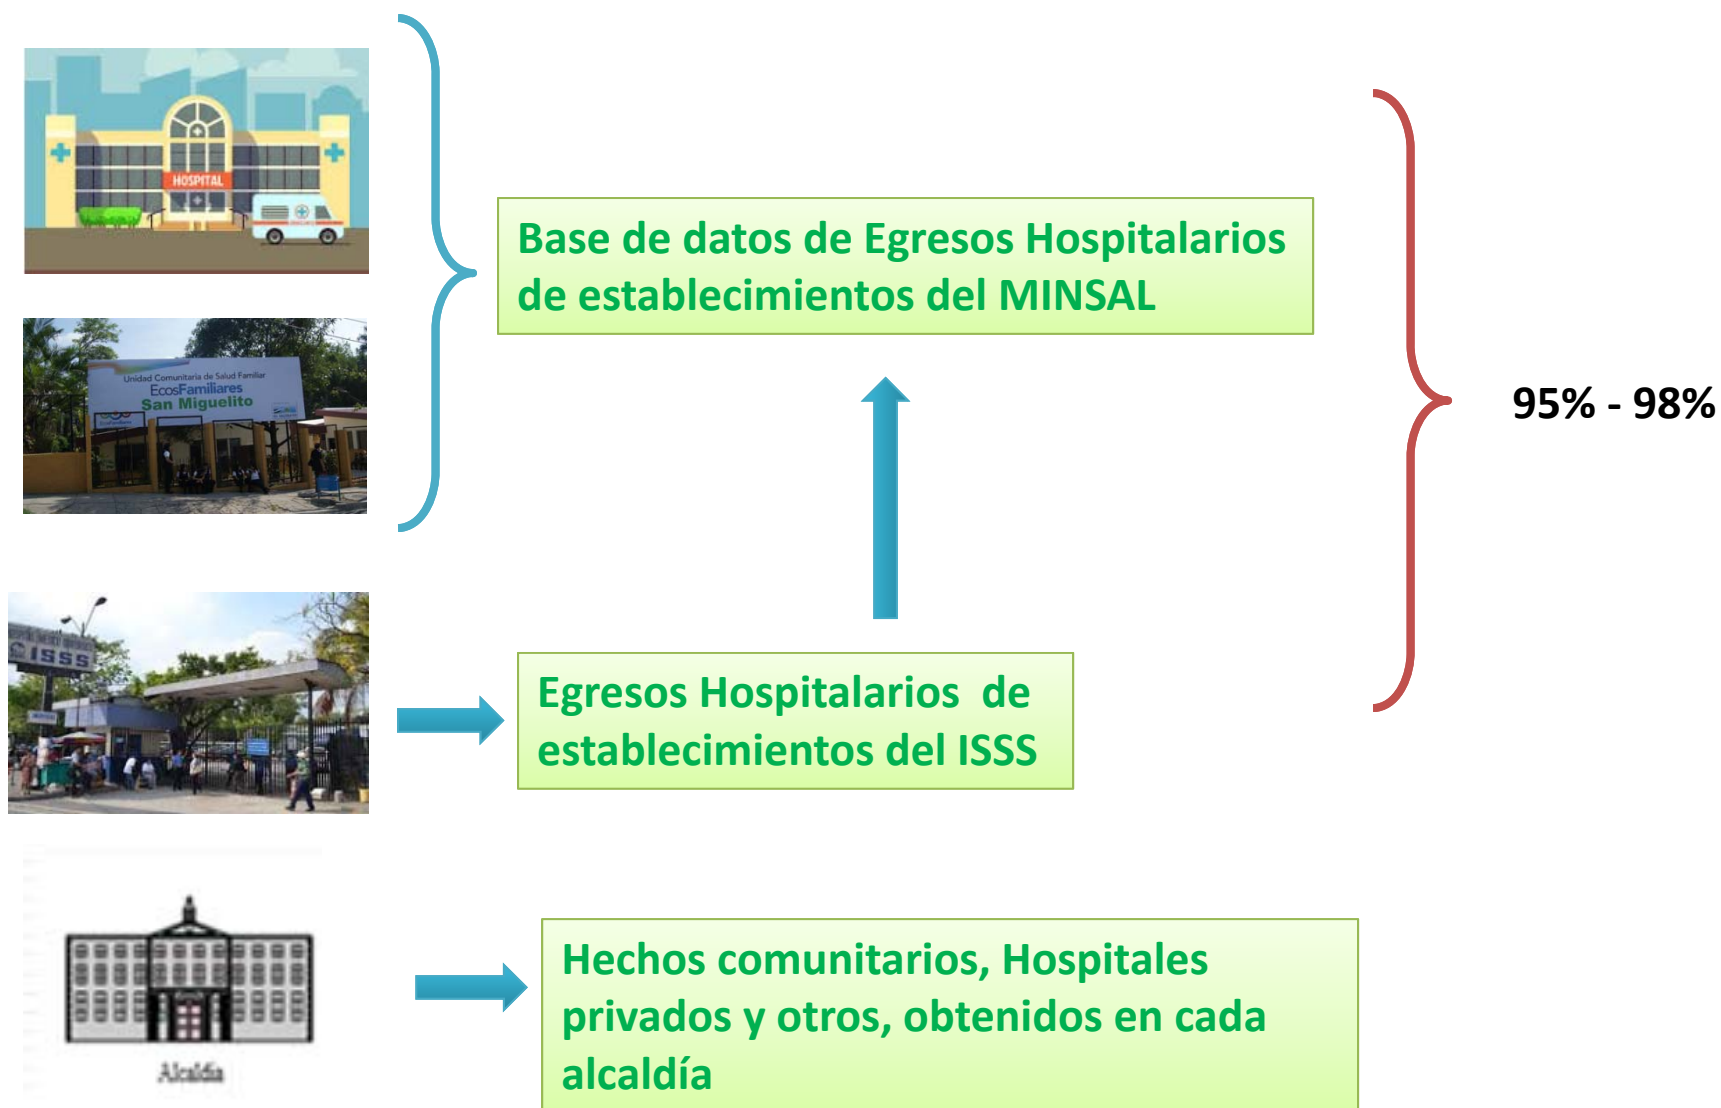 HOSPITAL
Base de datos de Egresos Hospitalarios
de establecimientos del MINSAL
Unidad Comunitaria de Salud Familiar
EcosFamiliares
San Miguelito
95% - 98%
ISSS
Egresos Hospitalarios de
establecimientos del ISSS
Alcaldía
Hechos comunitarios, Hospitales
privados y otros, obtenidos en cada
alcaldía